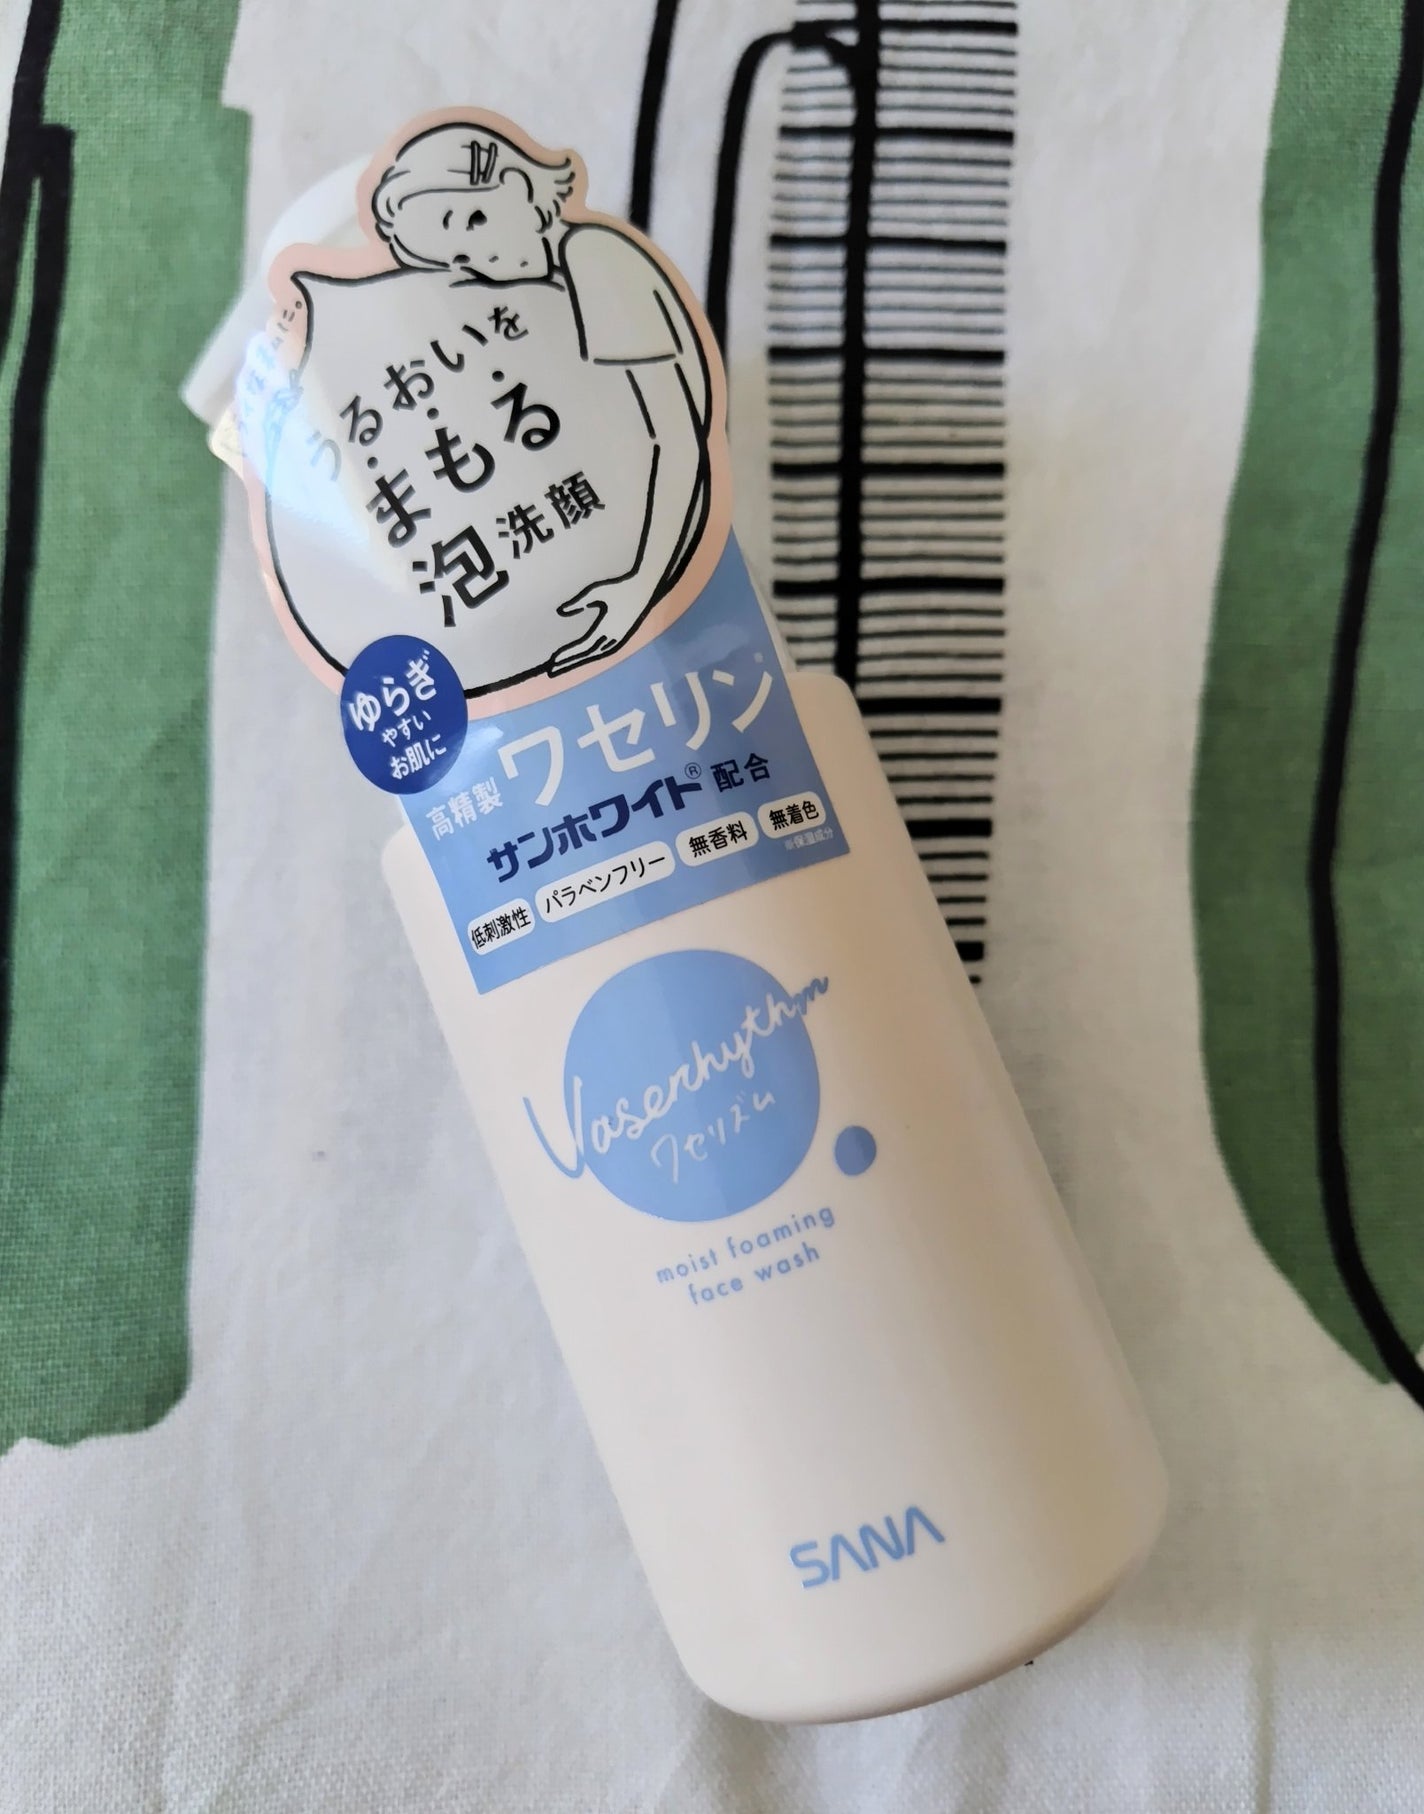 うるおいを
まもる
泡洗顔
ゆらぎ
やすい
お肌に
高精製ワセリン
サンホワイト® 配合
低刺激性 パラベンフリー 無香料 無着色
※保湿成分
Vaserhythm
ワセリズム
moist foaming
face wash
SANA